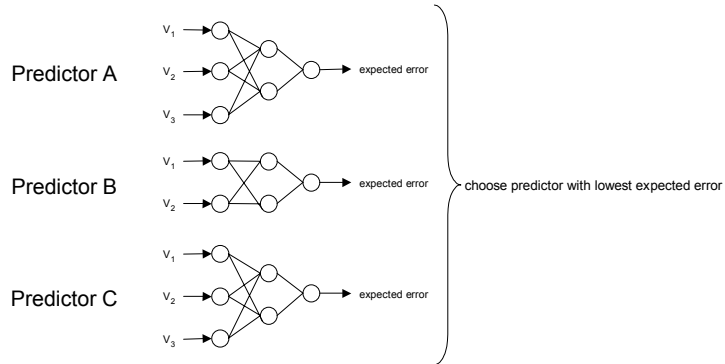 V1
Predictor A
V2
expected error
V3
V1
Predictor B
V2
expected error
choose predictor with lowest expected error
V1
Predictor C
V2
expected error
V3